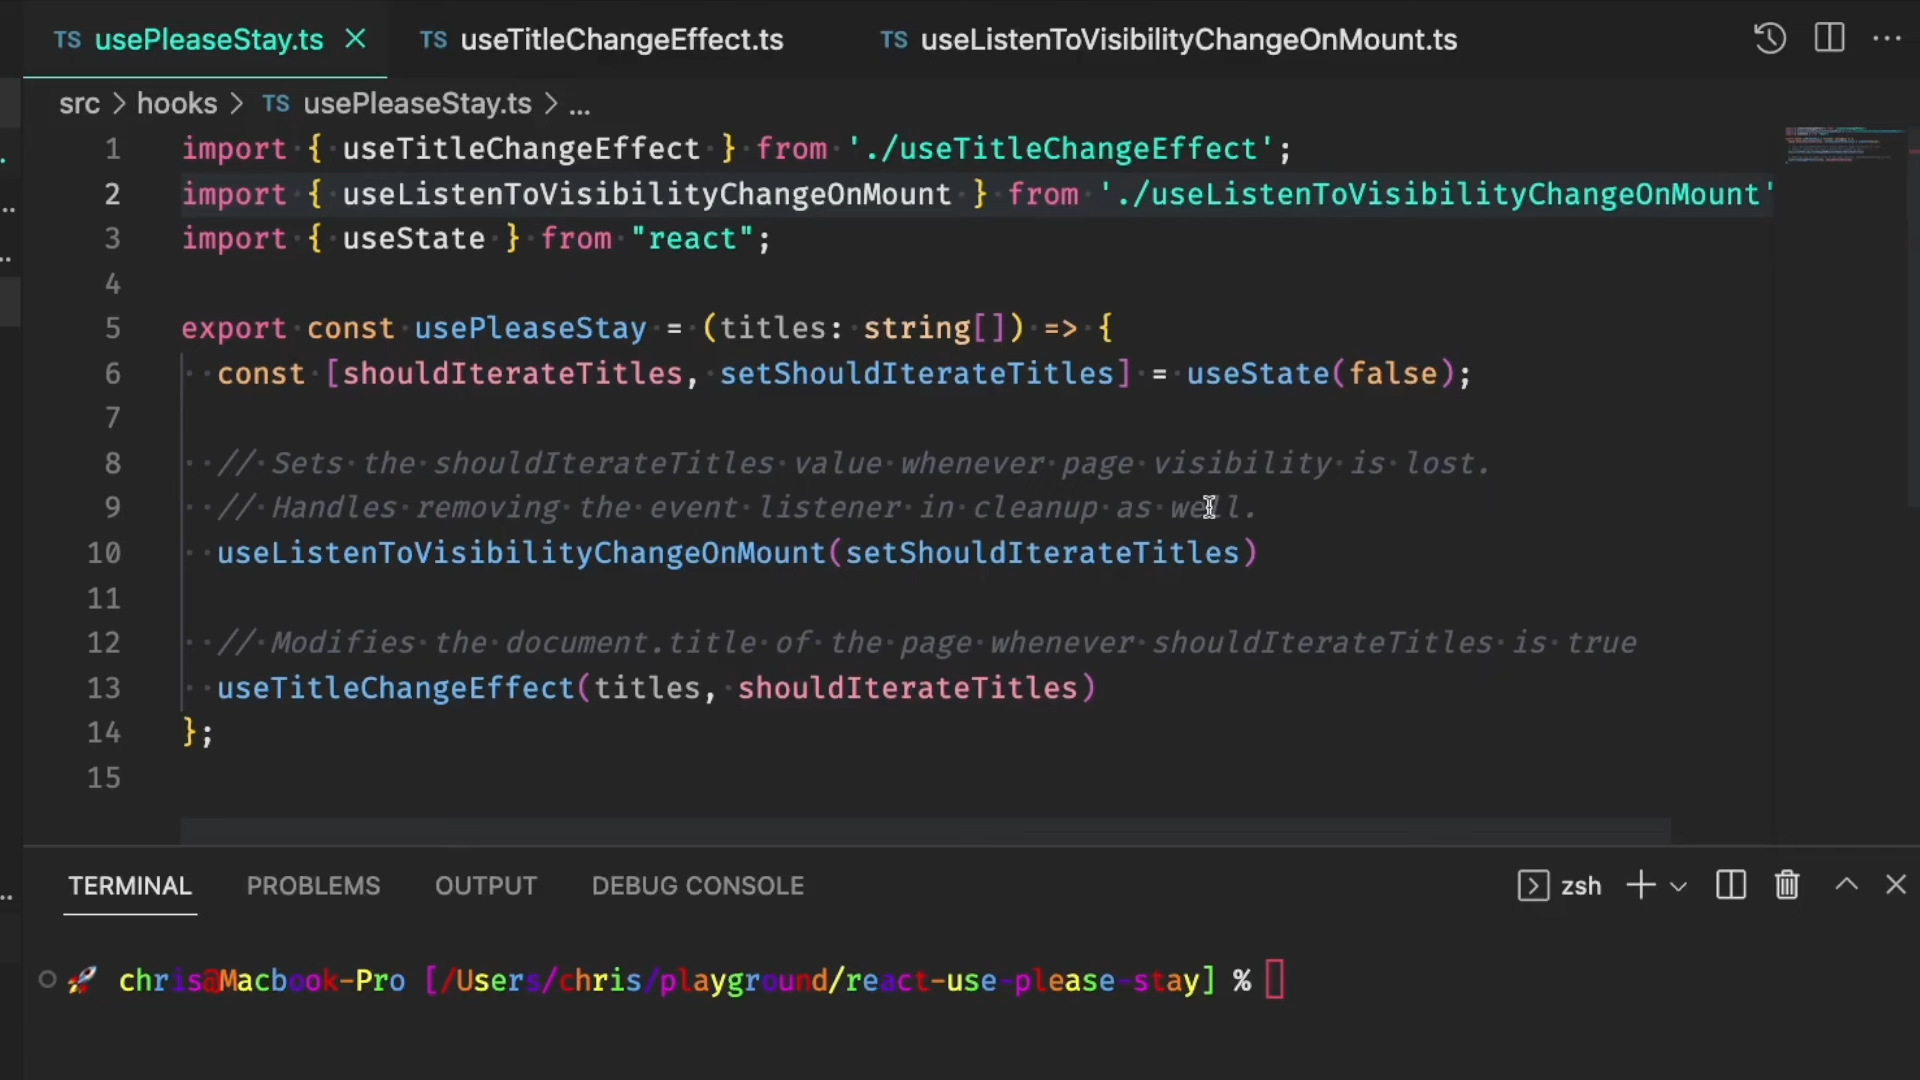 TS usePleaseStay.ts TS useTitleChangeEffect.ts TS useListenToVisibilityChangeOnMount.ts
src > hooks > TS usePleaseStay.ts > ...
1 import { useTitleChangeEffect } from './useTitleChangeEffect';
2 import { useListenToVisibilityChangeOnMount } from './useListenToVisibilityChangeOnMount'
3 import { useState } from "react";
4
5 export const usePleaseStay = (titles: string[]) => {
6 const [shouldIterateTitles, setShouldIterateTitles] = useState(false);
7
8 // Sets the shouldIterateTitles value whenever page visibility is lost.
9 // Handles removing the event listener in cleanup as well.
10 useListenToVisibilityChangeOnMount(setShouldIterateTitles)
11
12 // Modifies the document.title of the page whenever shouldIterateTitles is true
13 useTitleChangeEffect(titles, shouldIterateTitles)
14 };
15
TERMINAL PROBLEMS OUTPUT DEBUG CONSOLE zsh
🚀 chris@Macbook-Pro [/Users/chris/playground/react-use-please-stay] %